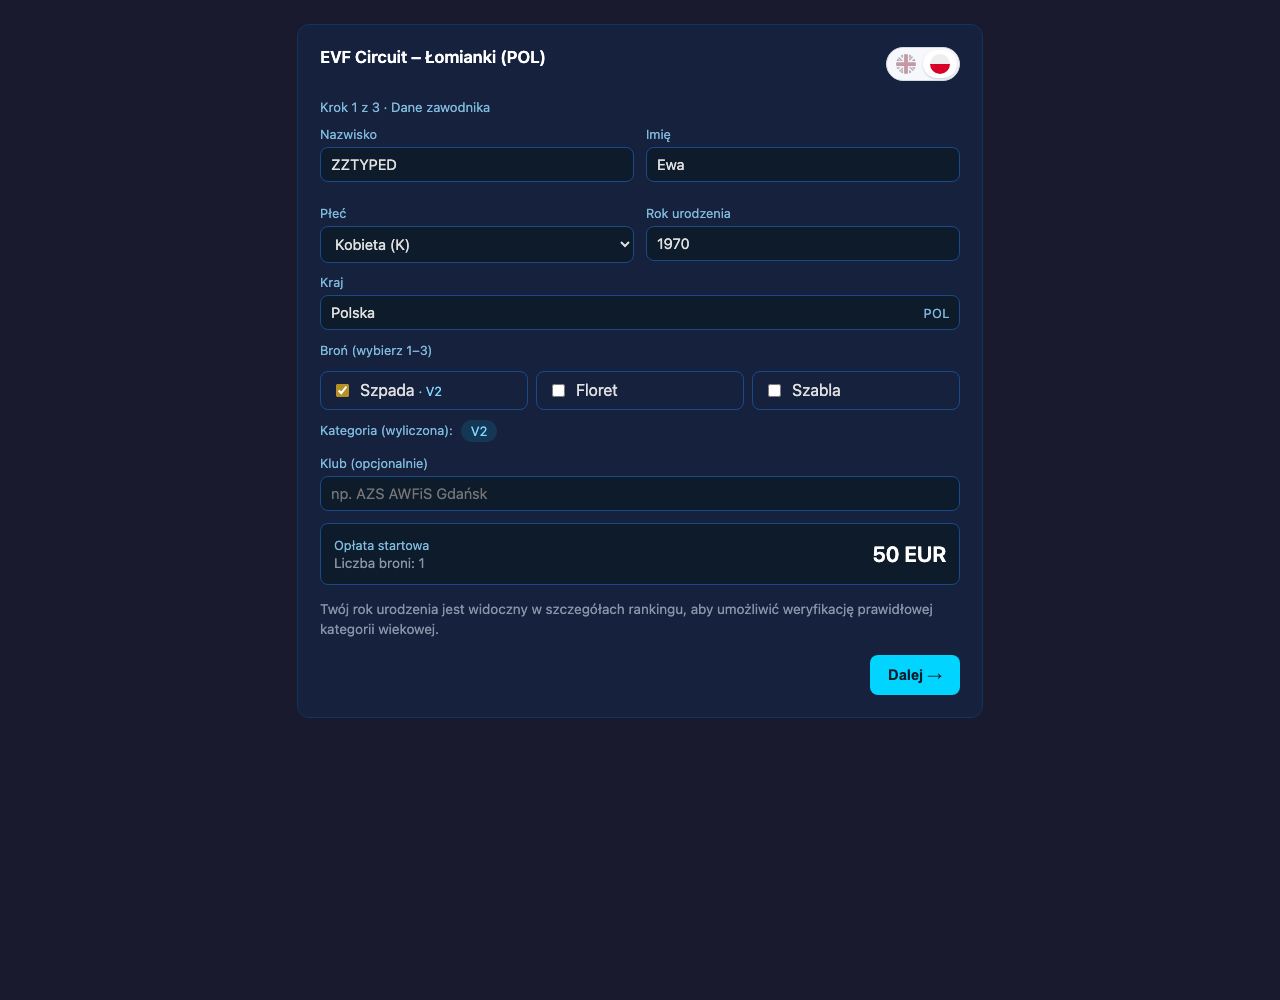 EVF Circuit – Łomianki (POL)
Krok 1 z 3 · Dane zawodnika
Nazwisko
Imię
ZZTYPED
Ewa
Płeć
Rok urodzenia
Kobieta (K)
1970
Kraj
Polska
POL
Broń (wybierz 1–3)
Szpada · V2
Floret
Szabla
Kategoria (wyliczona): V2
Klub (opcjonalnie)
np. AZS AWFiS Gdańsk
Opłata startowa
Liczba broni: 1
50 EUR
Twój rok urodzenia jest widoczny w szczegółach rankingu, aby umożliwić weryfikację prawidłowej
kategorii wiekowej.
Dalej →